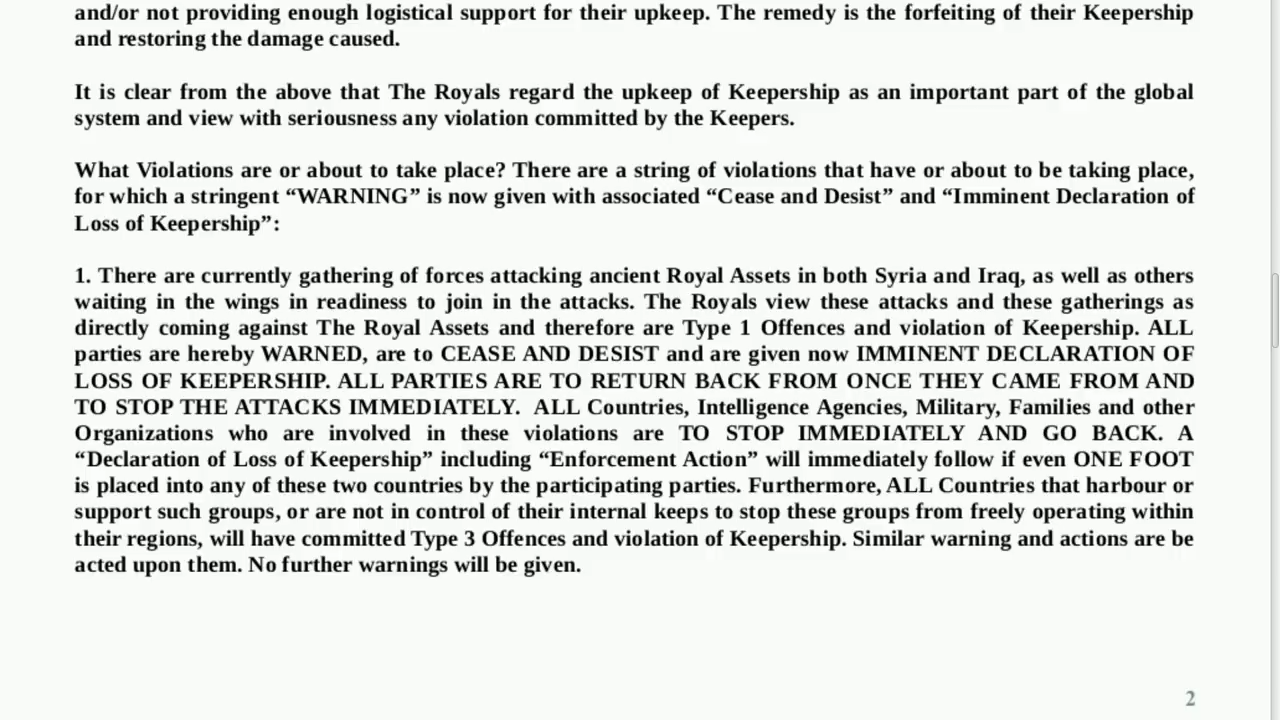 and/or not providing enough logistical support for their upkeep. The remedy is the forfeiting of their Keepership
and restoring the damage caused.
It is clear from the above that The Royals regard the upkeep of Keepership as an important part of the global
system and view with seriousness any violation committed by the Keepers.
What Violations are or about to take place? There are a string of violations that have or about to be taking place,
for which a stringent “WARNING” is now given with associated “Cease and Desist” and “Imminent Declaration of
Loss of Keepership”:
1. There are currently gathering of forces attacking ancient Royal Assets in both Syria and Iraq, as well as others
waiting in the wings in readiness to join in the attacks. The Royals view these attacks and these gatherings as
directly coming against The Royal Assets and therefore are Type 1 Offences and violation of Keepership. ALL
parties are hereby WARNED, are to CEASE AND DESIST and are given now IMMINENT DECLARATION OF
LOSS OF KEEPERSHIP. ALL PARTIES ARE TO RETURN BACK FROM ONCE THEY CAME FROM AND
TO STOP THE ATTACKS IMMEDIATELY.  ALL Countries, Intelligence Agencies, Military, Families and other
Organizations who are involved in these violations are TO STOP IMMEDIATELY AND GO BACK. A
“Declaration of Loss of Keepership” including “Enforcement Action” will immediately follow if even ONE FOOT
is placed into any of these two countries by the participating parties. Furthermore, ALL Countries that harbour or
support such groups, or are not in control of their internal keeps to stop these groups from freely operating within
their regions, will have committed Type 3 Offences and violation of Keepership. Similar warning and actions are be
acted upon them. No further warnings will be given.
2